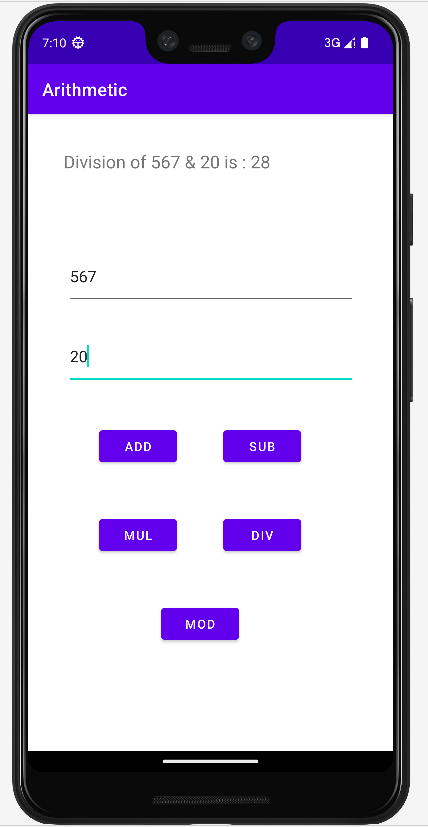 7:10 3G
Arithmetic
Division of 567 & 20 is : 28
567
20
ADD SUB
MUL DIV
MOD